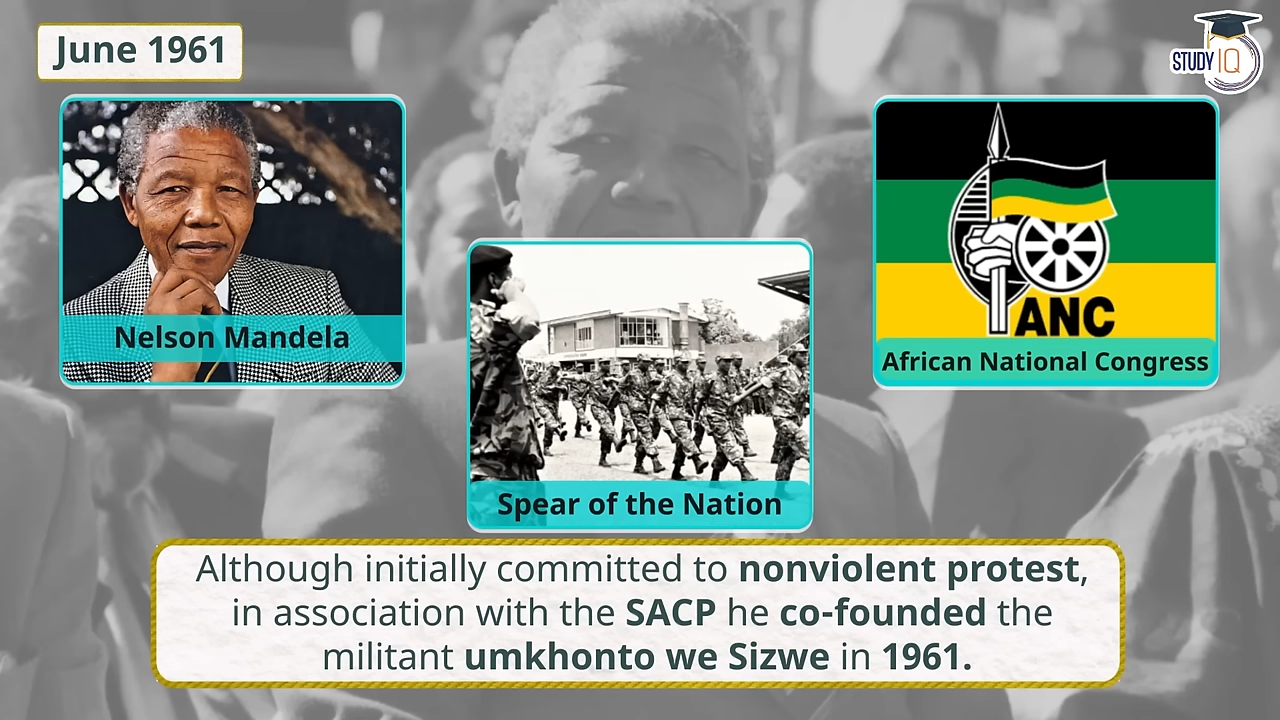 June 1961
STUDY IQ
Nelson Mandela
ANC
African National Congress
Spear of the Nation
Although initially committed to nonviolent protest,
in association with the SACP he co-founded the
militant umkhonto we Sizwe in 1961.